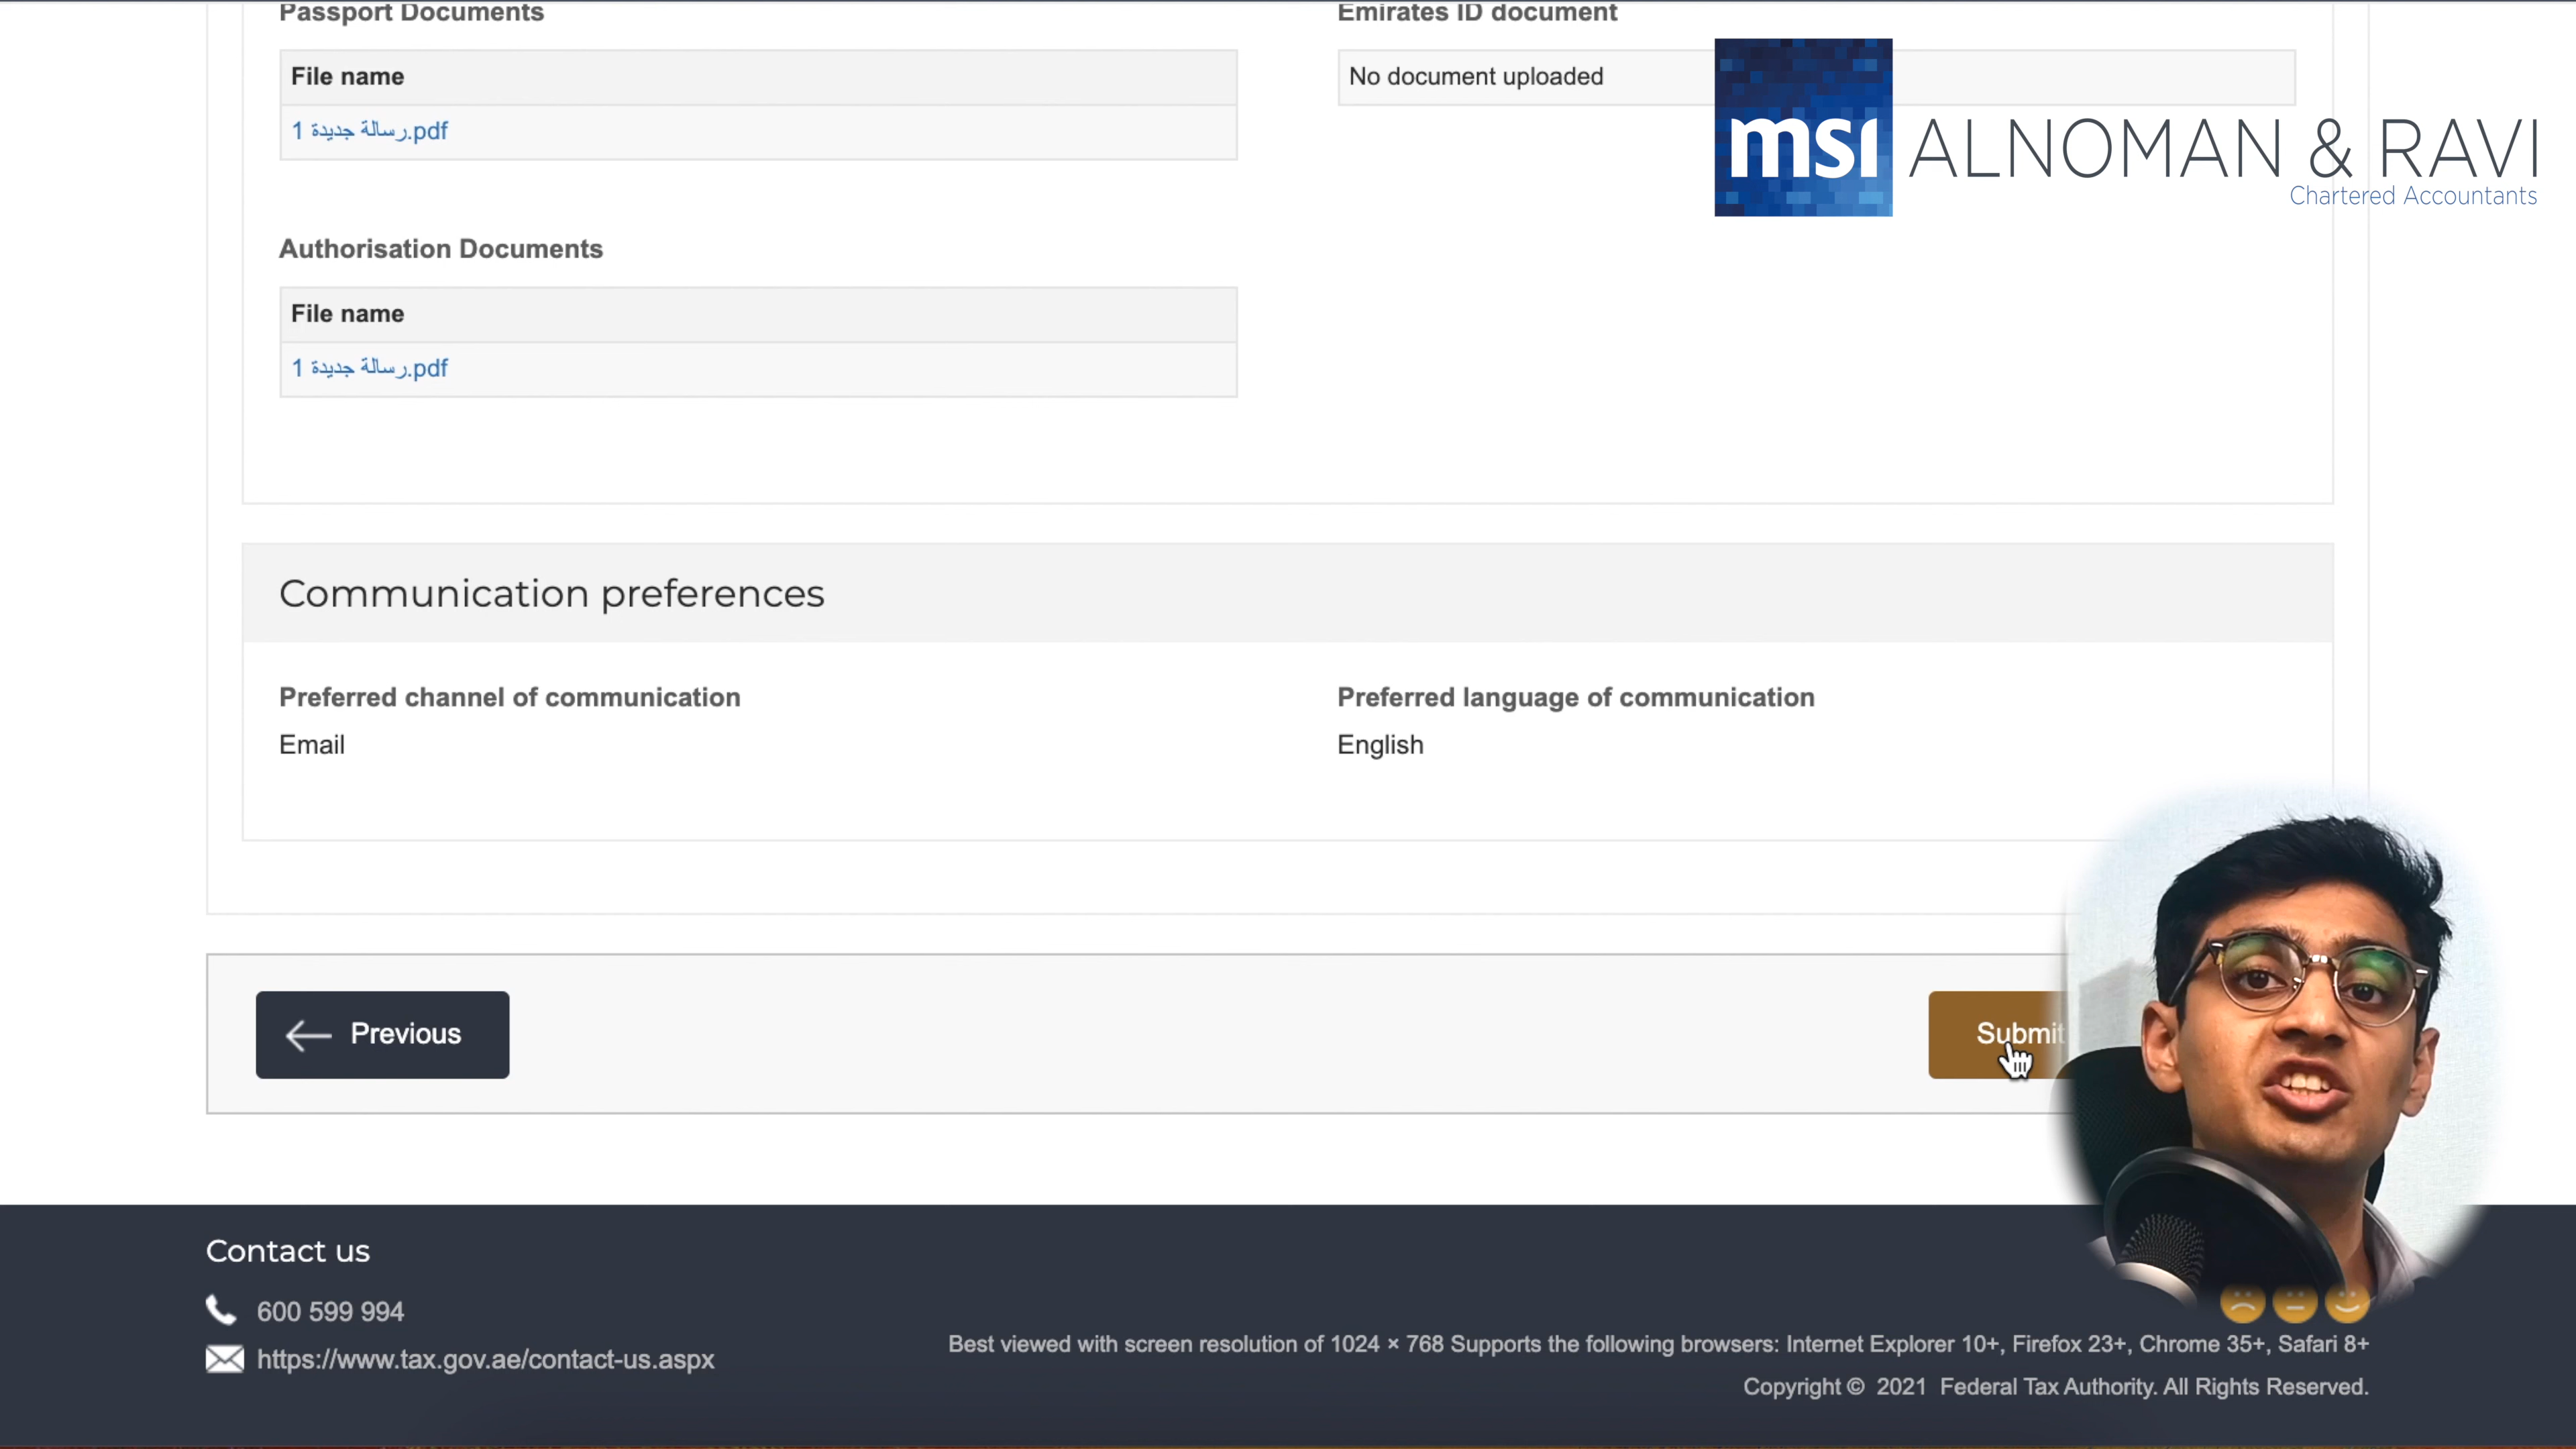 Passport Documents
Emirates ID document
File name
No document uploaded
رسالة جديدة 1.pdf
msi ALNOMAN & RAVI
Chartered Accountants
Authorisation Documents
File name
رسالة جديدة 1.pdf
Communication preferences
Preferred channel of communication
Preferred language of communication
Email
English
Previous
Submit
Contact us
600 599 994
https://www.tax.gov.ae/contact-us.aspx
Best viewed with screen resolution of 1024 × 768 Supports the following browsers: Internet Explorer 10+, Firefox 23+, Chrome 35+, Safari 8+
Copyright © 2021 Federal Tax Authority. All Rights Reserved.